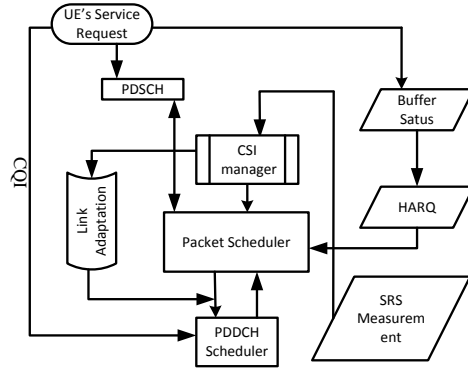 UE's Service
Request
PDSCH
Buffer
Satus
CQI
CSI
manager
Link
Adaptation
HARQ
Packet Scheduler
SRS
Measurem
ent
PDDCH
Scheduler